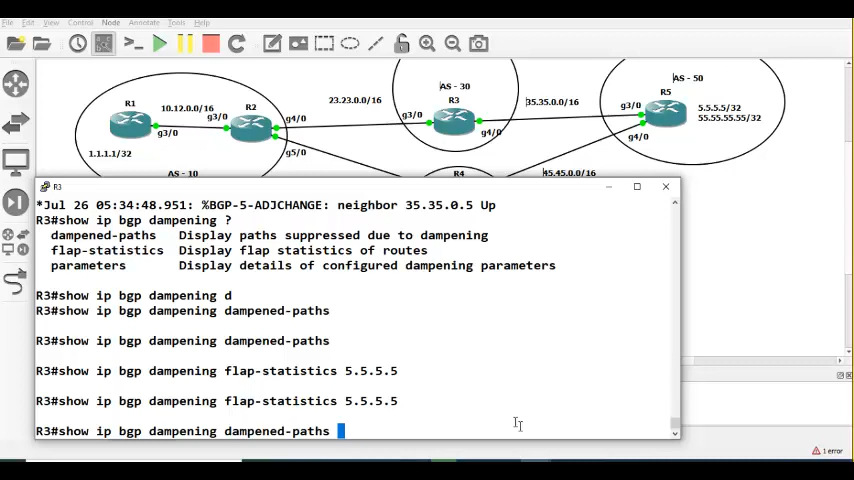 File Edit View Control Node Annotate Tools Help
AS - 30
AS - 50
R1
10.12.0.0/16
R2
23.23.0.0/16
R3
35.35.0.0/16
R5
g3/0
g3/0
g4/0
g3/0
g4/0
g3/0
g4/0
5.5.5.5/32
55.55.55.55/32
1.1.1.1/32
g5/0
AS - 10
R4
45.45.0.0/16
R3
*Jul 26 05:34:48.951: %BGP-5-ADJCHANGE: neighbor 35.35.0.5 Up
R3#show ip bgp dampening ?
dampened-paths Display paths suppressed due to dampening
flap-statistics Display flap statistics of routes
parameters Display details of configured dampening parameters
R3#show ip bgp dampening d
R3#show ip bgp dampening dampened-paths
R3#show ip bgp dampening dampened-paths
R3#show ip bgp dampening flap-statistics 5.5.5.5
R3#show ip bgp dampening flap-statistics 5.5.5.5
R3#show ip bgp dampening dampened-paths
1 error